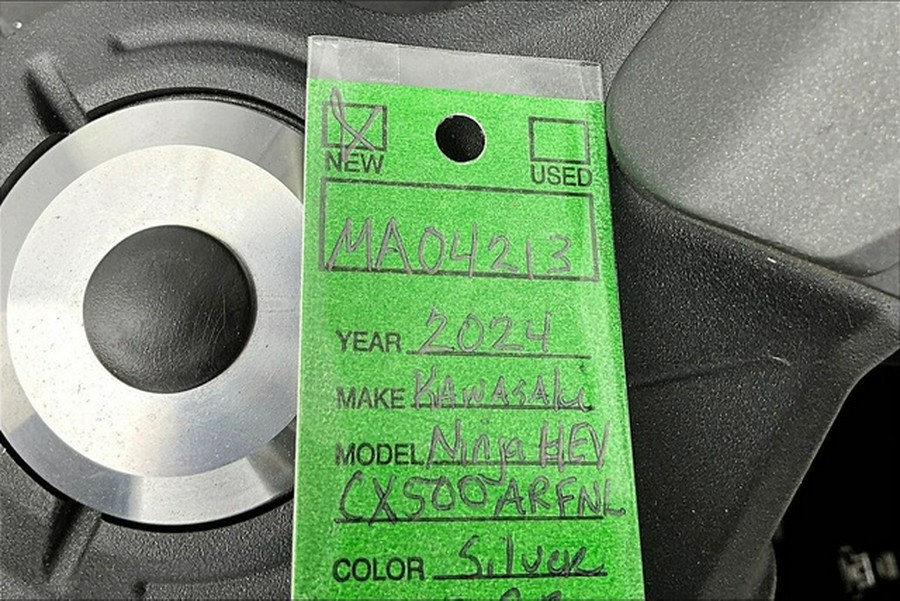 NEW USED
MA04213
YEAR 2024
MAKE Kawasaki
MODEL Ninja HEV
CX500ARFNL
COLOR Silver